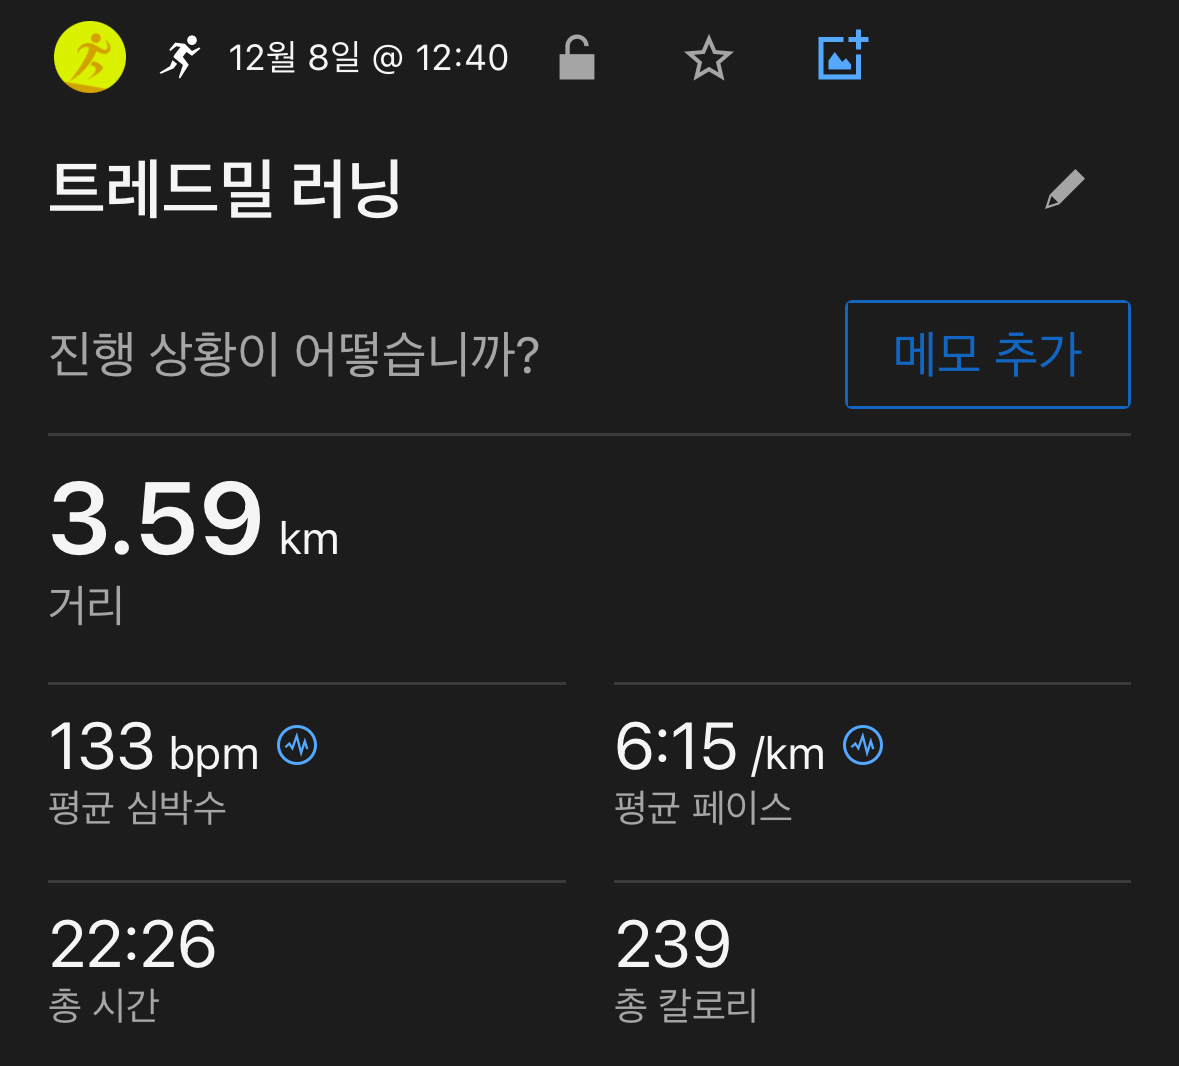 12월 8일 @ 12:40
트레드밀 러닝
진행 상황이 어떻습니까?
메모 추가
3.59 km
거리
133 bpm
평균 심박수
6:15 /km
평균 페이스
22:26
총 시간
239
총 칼로리